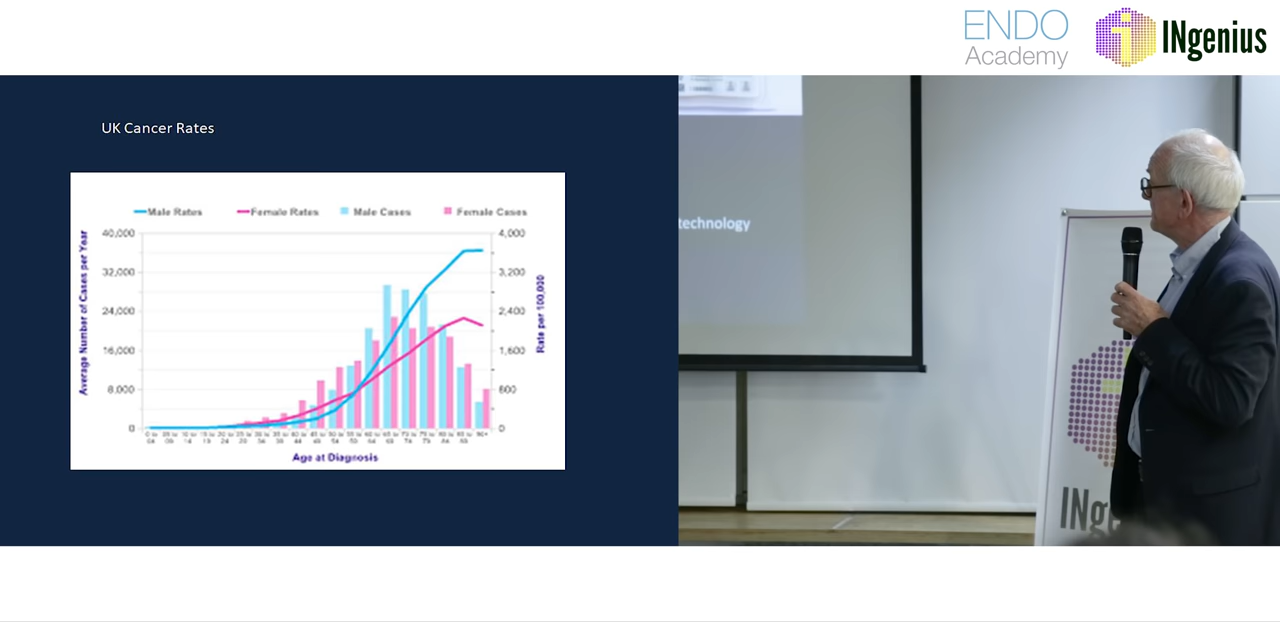 ENDO
Academy
INgenius
UK Cancer Rates
Male Rates
Female Rates
Male Cases
Female Cases
Average Number of Cases per Year
40,000
32,000
24,000
16,000
8,000
0
4,000
3,200
2,400
1,600
800
0
Rate per 100,000
Age at Diagnosis
technology
INge